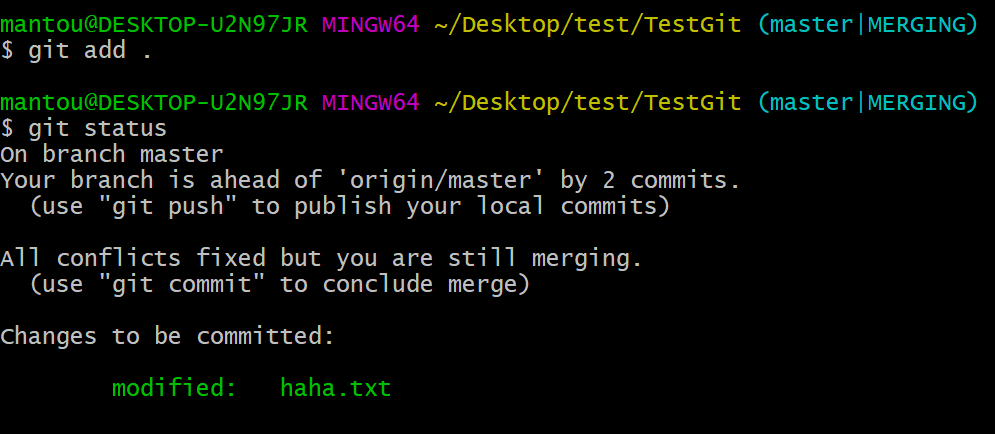 mantou@DESKTOP-U2N97JR MINGW64 ~/Desktop/test/TestGit (master|MERGING)
$ git add .
mantou@DESKTOP-U2N97JR MINGW64 ~/Desktop/test/TestGit (master|MERGING)
$ git status
On branch master
Your branch is ahead of 'origin/master' by 2 commits.
  (use "git push" to publish your local commits)
All conflicts fixed but you are still merging.
  (use "git commit" to conclude merge)
Changes to be committed:
        modified:   haha.txt